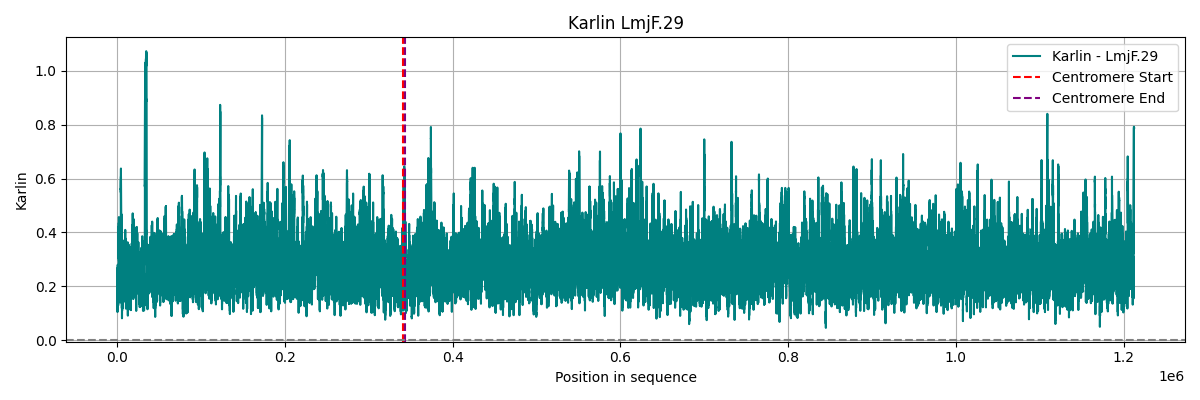 Karlin LmjF.29
Karlin - LmjF.29
Centromere Start
Centromere End
Karlin
1.0
0.8
0.6
0.4
0.2
0.0
0.0 0.2 0.4 0.6 0.8 1.0 1.2
1e6
Position in sequence